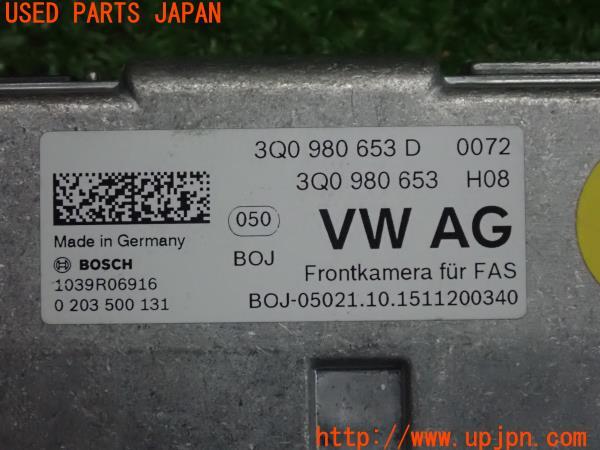 USED PARTS JAPAN
3Q0 980 653 D 0072
3Q0 980 653 H08
050
VW AG
Made in Germany
BOSCH
BOJ
Frontkamera für FAS
1039R06916
0 203 500 131
BOJ-05021.10.1511200340
http://www.upjpn.com/